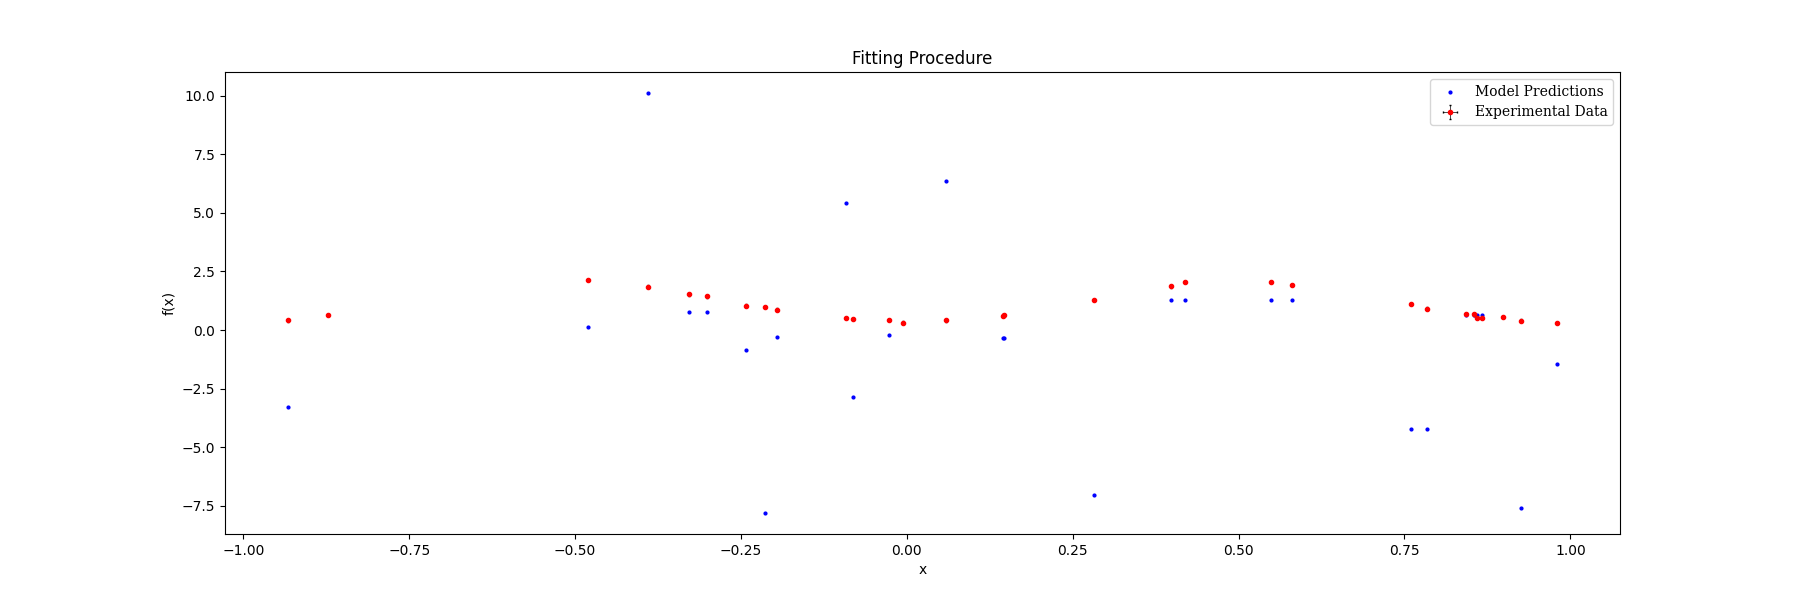 Fitting Procedure
10.0
7.5
5.0
2.5
0.0
−2.5
−5.0
−7.5
f(x)
Model Predictions
Experimental Data
−1.00 −0.75 −0.50 −0.25 0.00 0.25 0.50 0.75 1.00
x